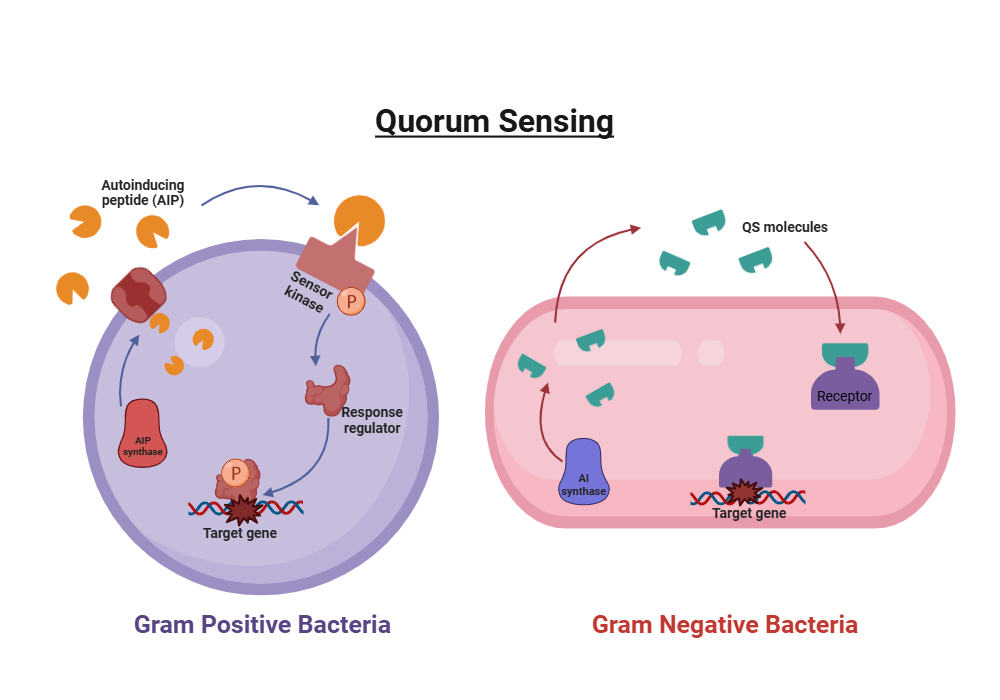 Quorum Sensing
Autoinducing
peptide (AIP)
Sensor
kinase
P
AIP
synthase
Response
regulator
P
Target gene
Gram Positive Bacteria
QS molecules
Receptor
AI
synthase
Target gene
Gram Negative Bacteria